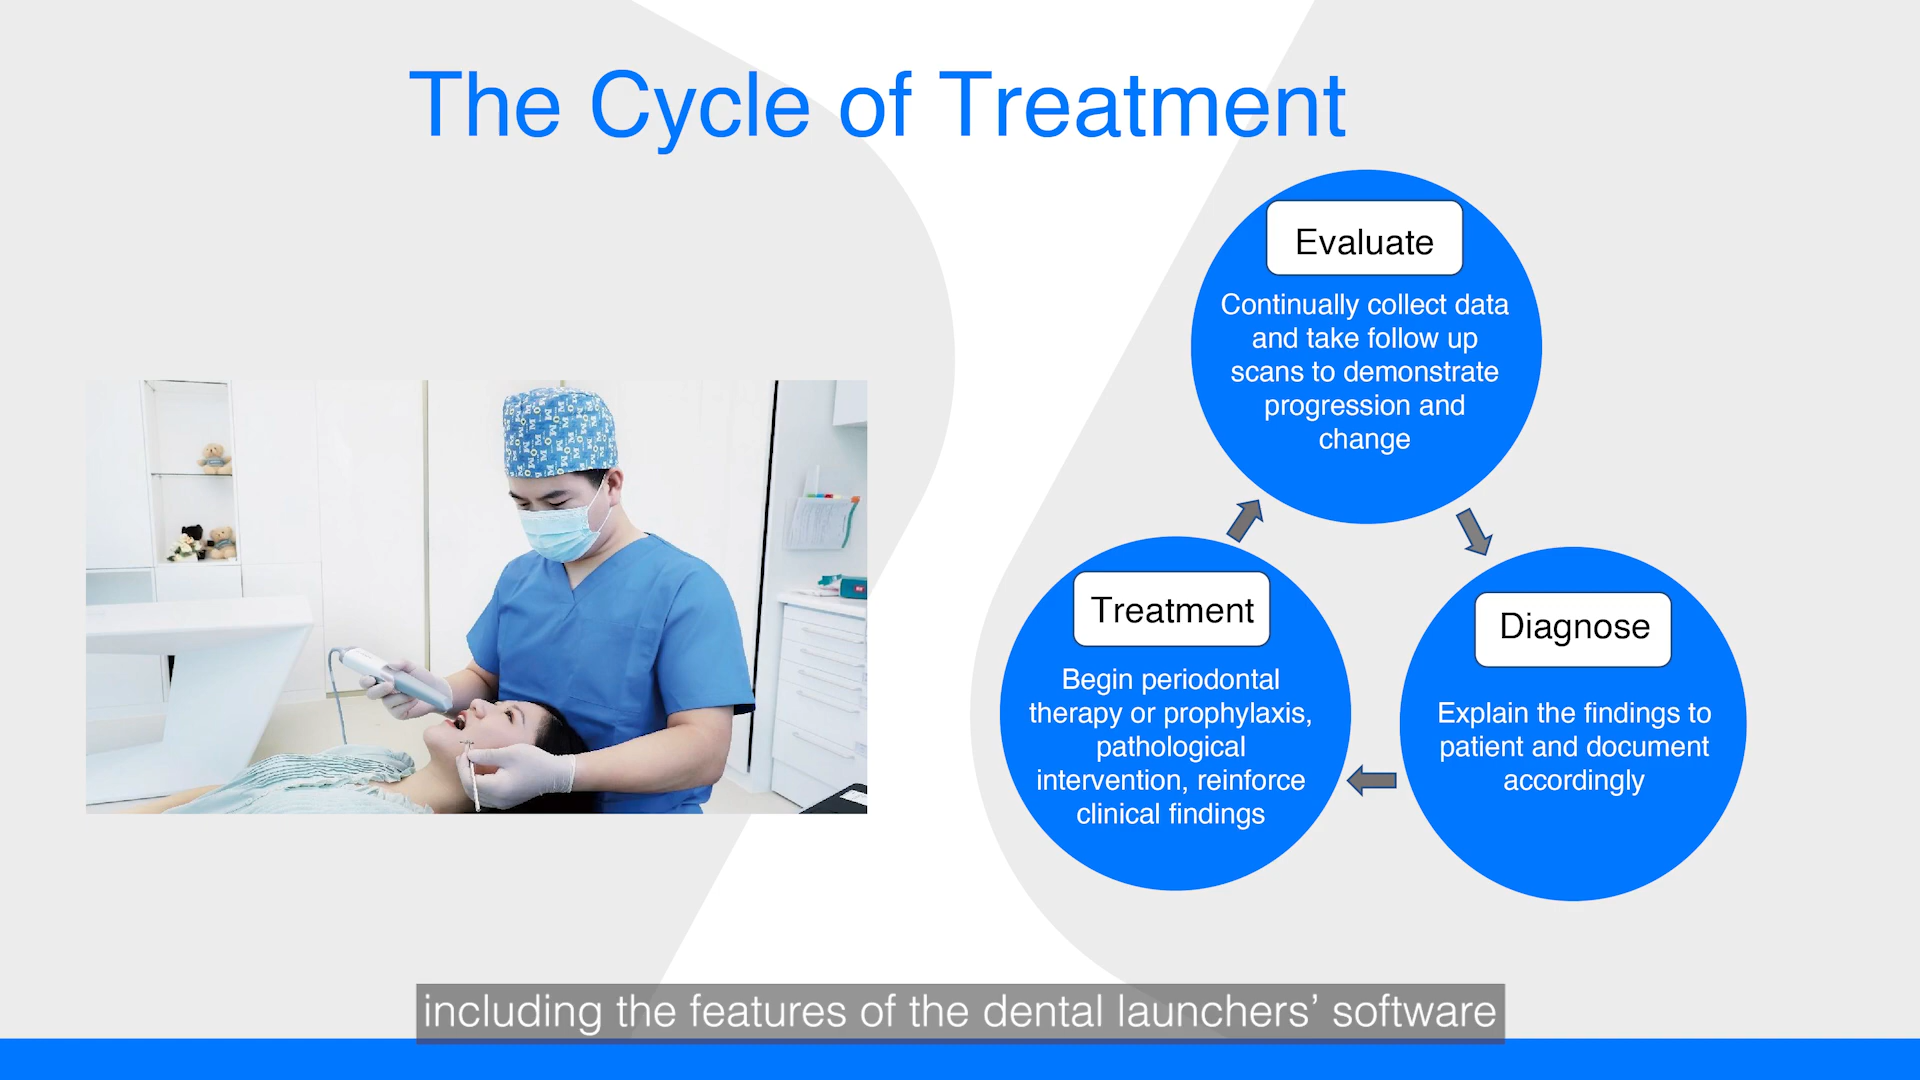 The Cycle of Treatment
Evaluate
Continually collect data
and take follow up
scans to demonstrate
progression and
change
Treatment
Begin periodontal
therapy or prophylaxis,
pathological
intervention, reinforce
clinical findings
Diagnose
Explain the findings to
patient and document
accordingly
including the features of the dental launchers’ software